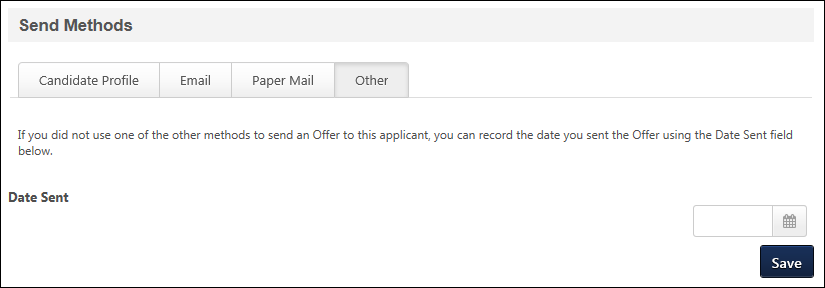 Send Methods
Candidate Profile
Email
Paper Mail
Other
If you did not use one of the other methods to send an Offer to this applicant, you can record the date you sent the Offer using the Date Sent field
below.
Date Sent
Save